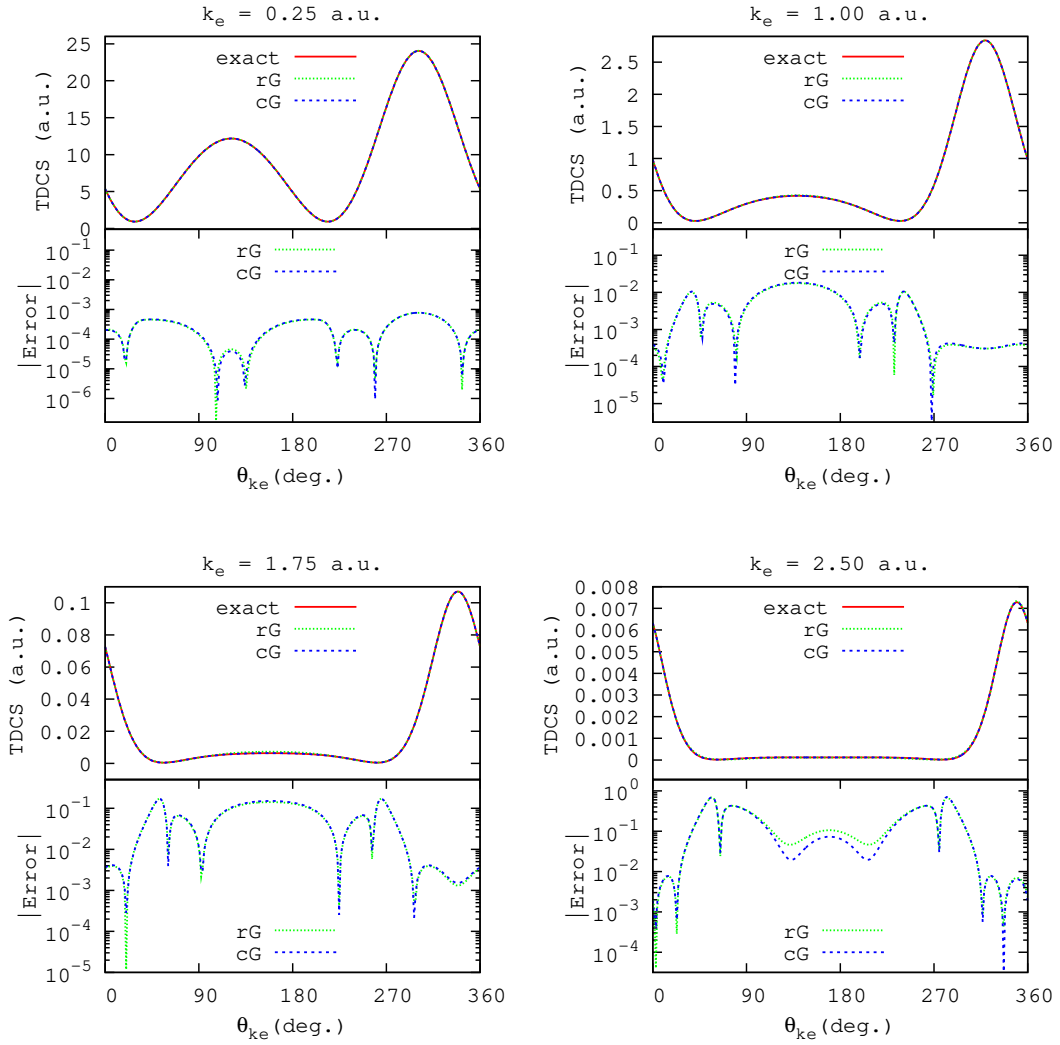 k_e = 0.25 a.u.
TDCS (a.u.)
25
20
15
10
5
0
exact
rG
cG
|Error|
10^-1
10^-2
10^-3
10^-4
10^-5
10^-6
rG
cG
0 90 180 270 360
θ_ke(deg.)
k_e = 1.00 a.u.
TDCS (a.u.)
2.5
2
1.5
1
0.5
0
exact
rG
cG
|Error|
10^-1
10^-2
10^-3
10^-4
10^-5
rG
cG
0 90 180 270 360
θ_ke(deg.)
k_e = 1.75 a.u.
TDCS (a.u.)
0.1
0.08
0.06
0.04
0.02
0
exact
rG
cG
|Error|
10^-1
10^-2
10^-3
10^-4
10^-5
rG
cG
0 90 180 270 360
θ_ke(deg.)
k_e = 2.50 a.u.
TDCS (a.u.)
0.008
0.007
0.006
0.005
0.004
0.003
0.002
0.001
0
exact
rG
cG
|Error|
10^0
10^-1
10^-2
10^-3
10^-4
rG
cG
0 90 180 270 360
θ_ke(deg.)